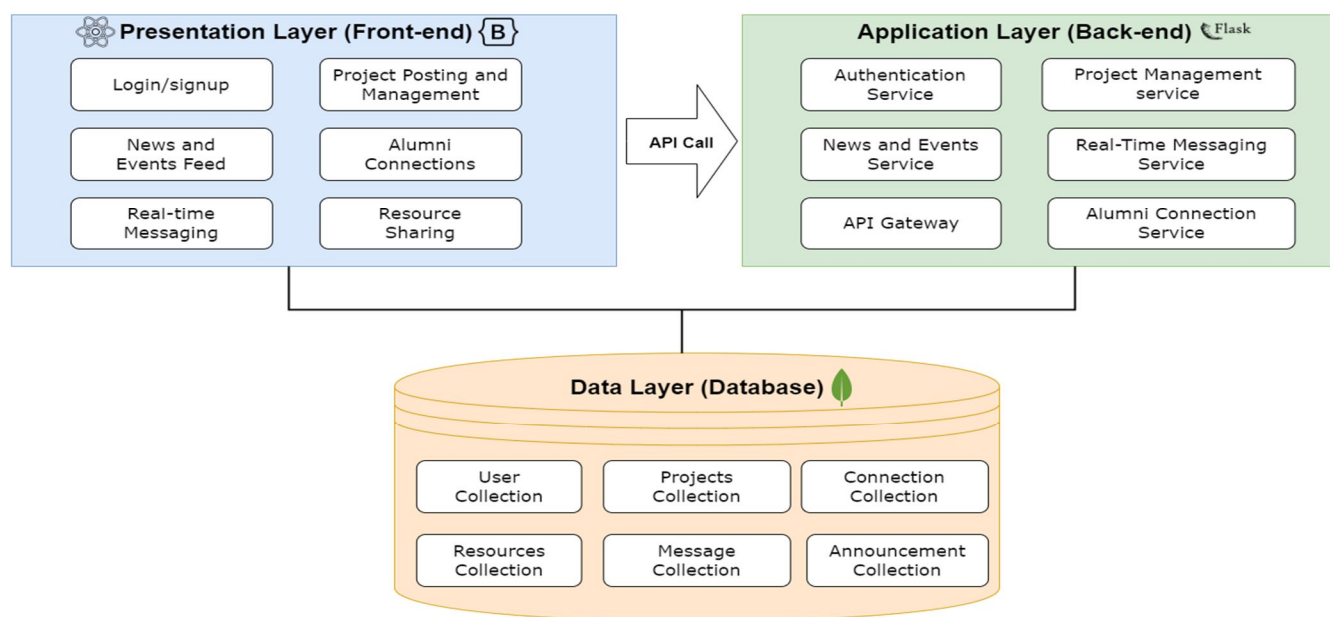 Presentation Layer (Front-end) {B}
Login/signup
Project Posting and
Management
News and
Events Feed
Alumni
Connections
Real-time
Messaging
Resource
Sharing
API Call
Application Layer (Back-end) Flask
Authentication
Service
Project Management
service
News and Events
Service
Real-Time Messaging
Service
API Gateway
Alumni Connection
Service
Data Layer (Database)
User
Collection
Projects
Collection
Connection
Collection
Resources
Collection
Message
Collection
Announcement
Collection